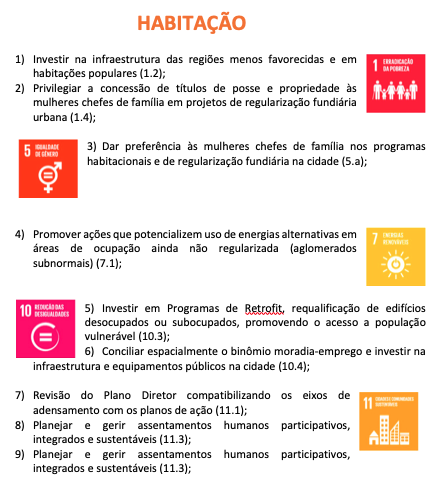 HABITAÇÃO
1) Investir na infraestrutura das regiões menos favorecidas e em
habitações populares (1.2);
1 ERRADICAÇÃO
DA POBREZA
2) Privilegiar a concessão de títulos de posse e propriedade às
mulheres chefes de família em projetos de regularização fundiária
urbana (1.4);
5 IGUALDADE
DE GÊNERO
3) Dar preferência às mulheres chefes de família nos programas
habitacionais e de regularização fundiária na cidade (5.a);
4) Promover ações que potencializem uso de energias alternativas em
áreas de ocupação ainda não regularizada (aglomerados
subnormais) (7.1);
7 ENERGIAS
RENOVÁVEIS
10 REDUÇÃO DAS
DESIGUALDADES
5) Investir em Programas de Retrofit, requalificação de edifícios
desocupados ou subocupados, promovendo o acesso a população
vulnerável (10.3);
6) Conciliar espacialmente o binômio moradia-emprego e investir na
infraestrutura e equipamentos públicos na cidade (10.4);
7) Revisão do Plano Diretor compatibilizando os eixos de
adensamento com os planos de ação (11.1);
11 CIDADES E COMUNIDADES
SUSTENTÁVEIS
8) Planejar e gerir assentamentos humanos participativos,
integrados e sustentáveis (11.3);
9) Planejar e gerir assentamentos humanos participativos,
integrados e sustentáveis (11.3);